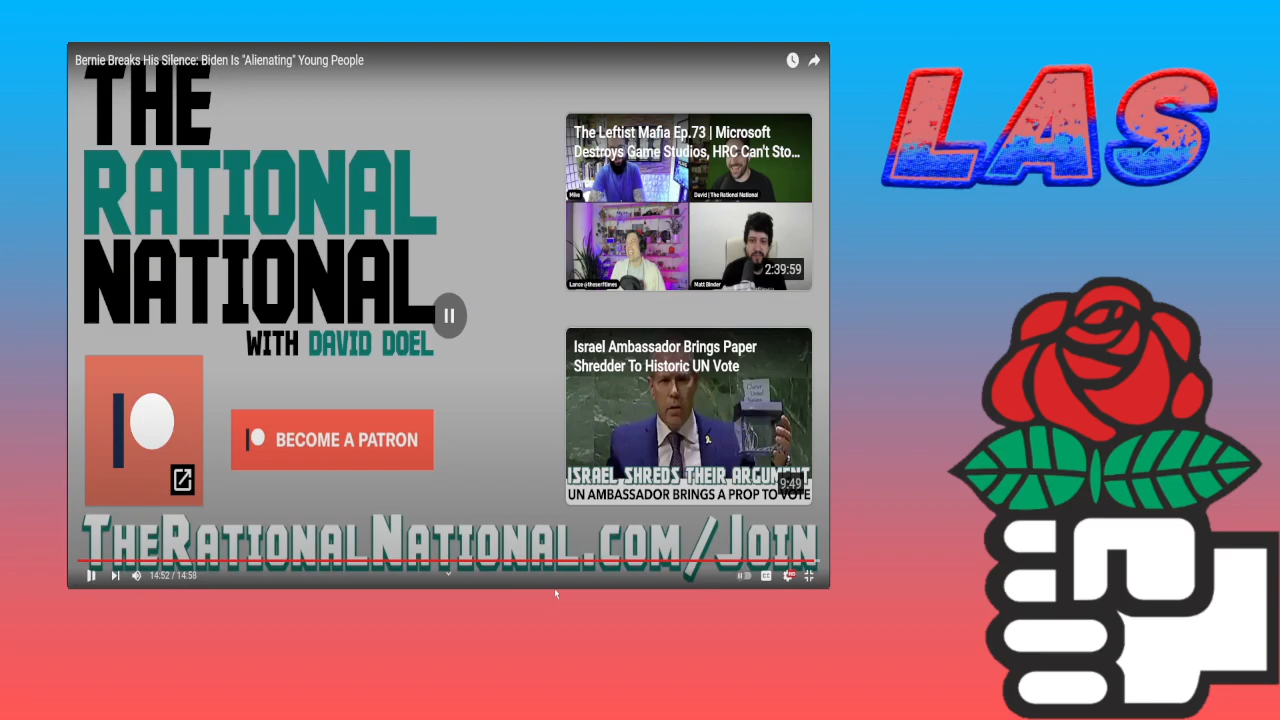 Bernie Breaks His Silence: Biden Is "Alienating" Young People
THE
RATIONAL
NATIONAL
WITH DAVID DOEL
BECOME A PATRON
The Leftist Mafia Ep.73 | Microsoft
Destroys Game Studios, HRC Can't Sto...
Mike
David | The Rational National
Lance @theserftimes
Matt Binder
2:39:59
Israel Ambassador Brings Paper
Shredder To Historic UN Vote
ISRAEL SHREDS THEIR ARGUMENT
9:49
UN AMBASSADOR BRINGS A PROP TO VOTE
THERATIONALNATIONAL.COM/JOIN
14:52 / 14:58
CC
HD
LAS